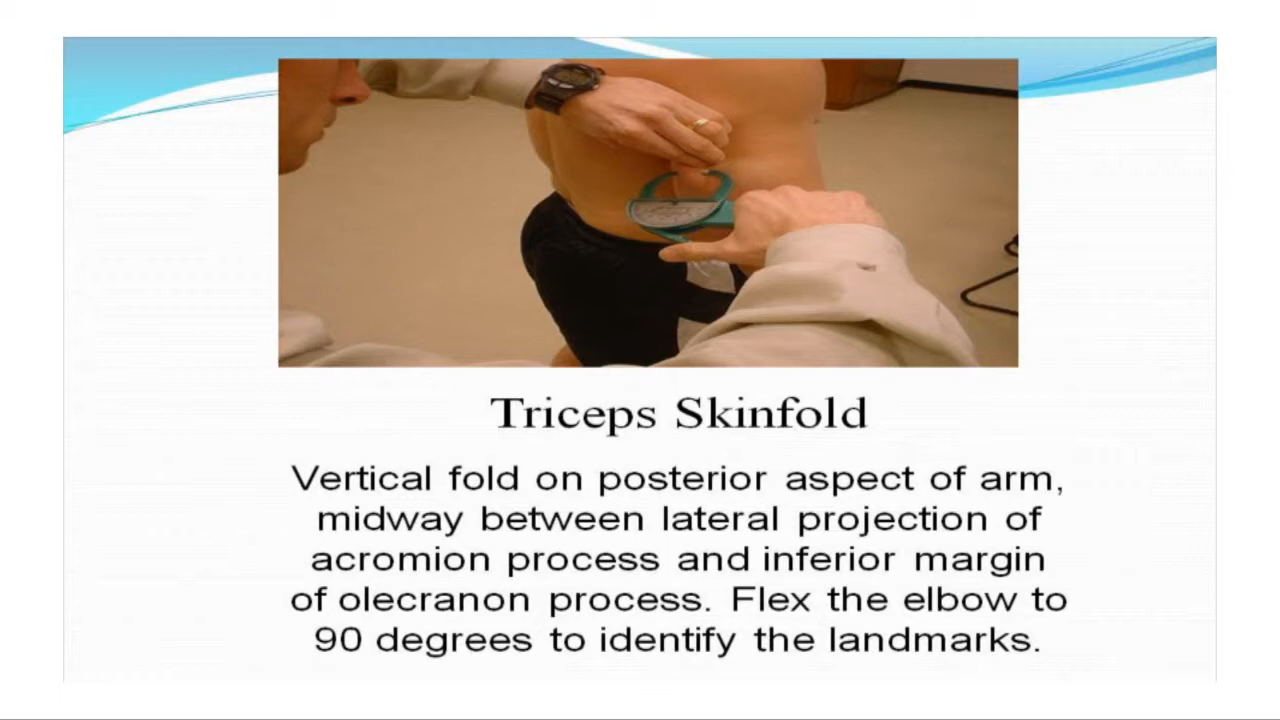 Triceps Skinfold
Vertical fold on posterior aspect of arm,
midway between lateral projection of
acromion process and inferior margin
of olecranon process. Flex the elbow to
90 degrees to identify the landmarks.